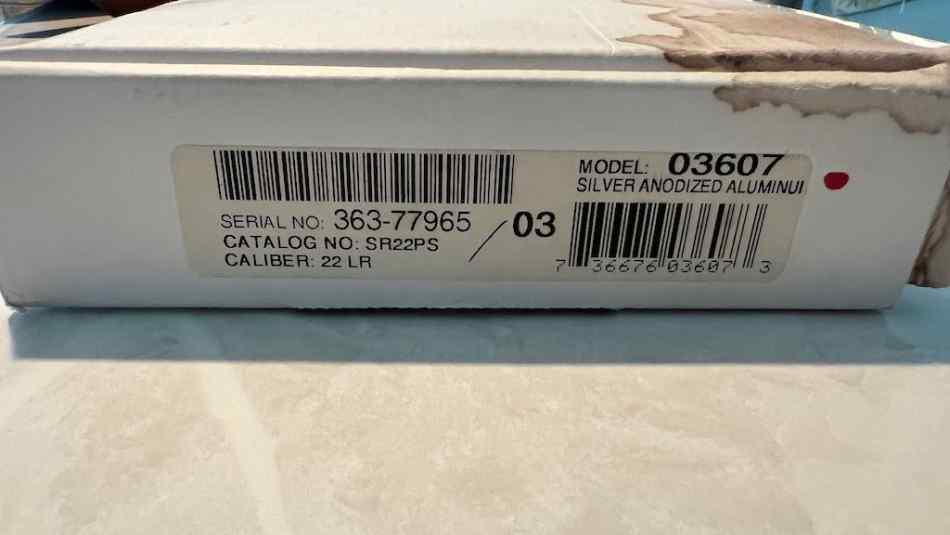 SERIAL NO: 363-77965
CATALOG NO: SR22PS
CALIBER: 22 LR
/03
MODEL: 03607
SILVER ANODIZED ALUMINU
7 36676 03607 3